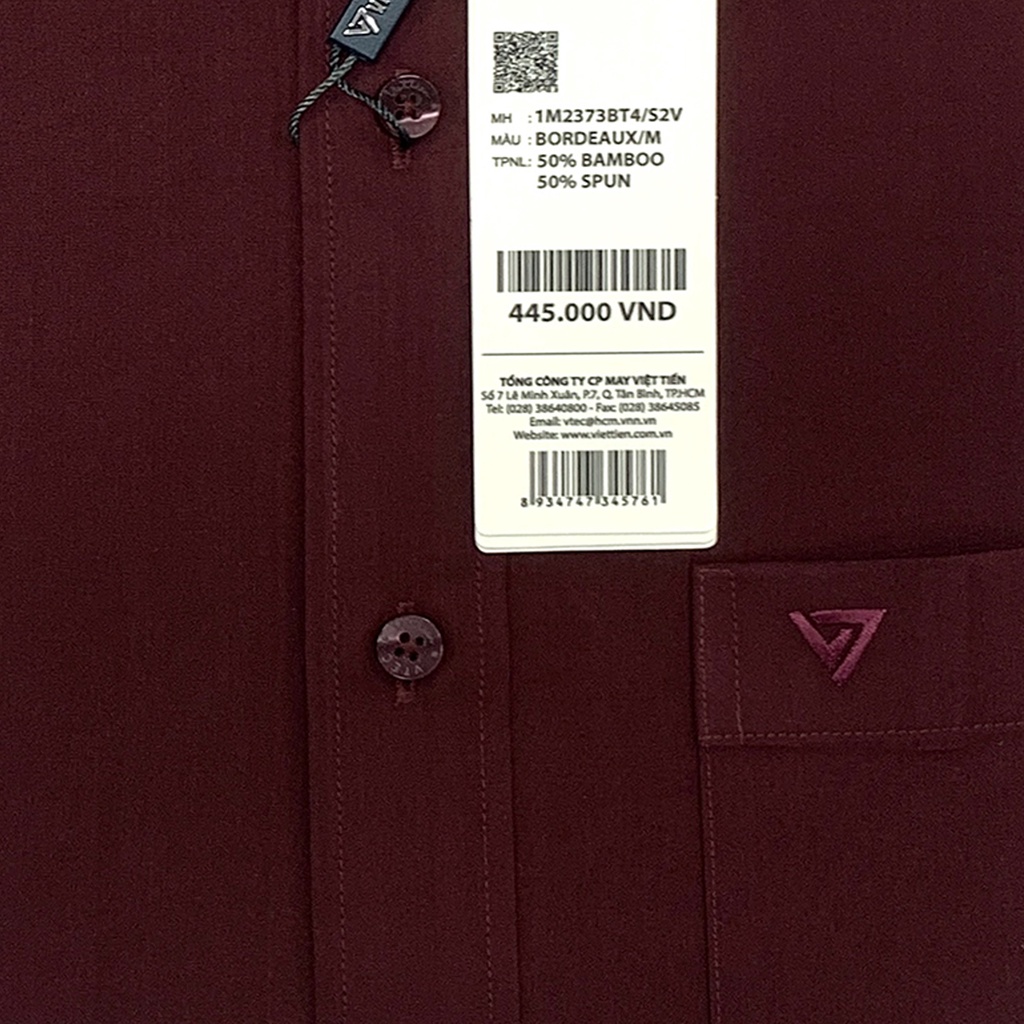 MH : 1M2373BT4/S2V
MÀU : BORDEAUX/M
TPNL: 50% BAMBOO
50% SPUN
445.000 VND
TỔNG CÔNG TY CP MAY VIỆT TIẾN
Số 7 Lê Minh Xuân, P.7, Q. Tân Bình, TP.HCM
Tel: (028) 38640800 - Fax: (028) 38645085
Email: vtec@hcm.vnn.vn
Website: www.viettien.com.vn
8 934747 345761
VTEC